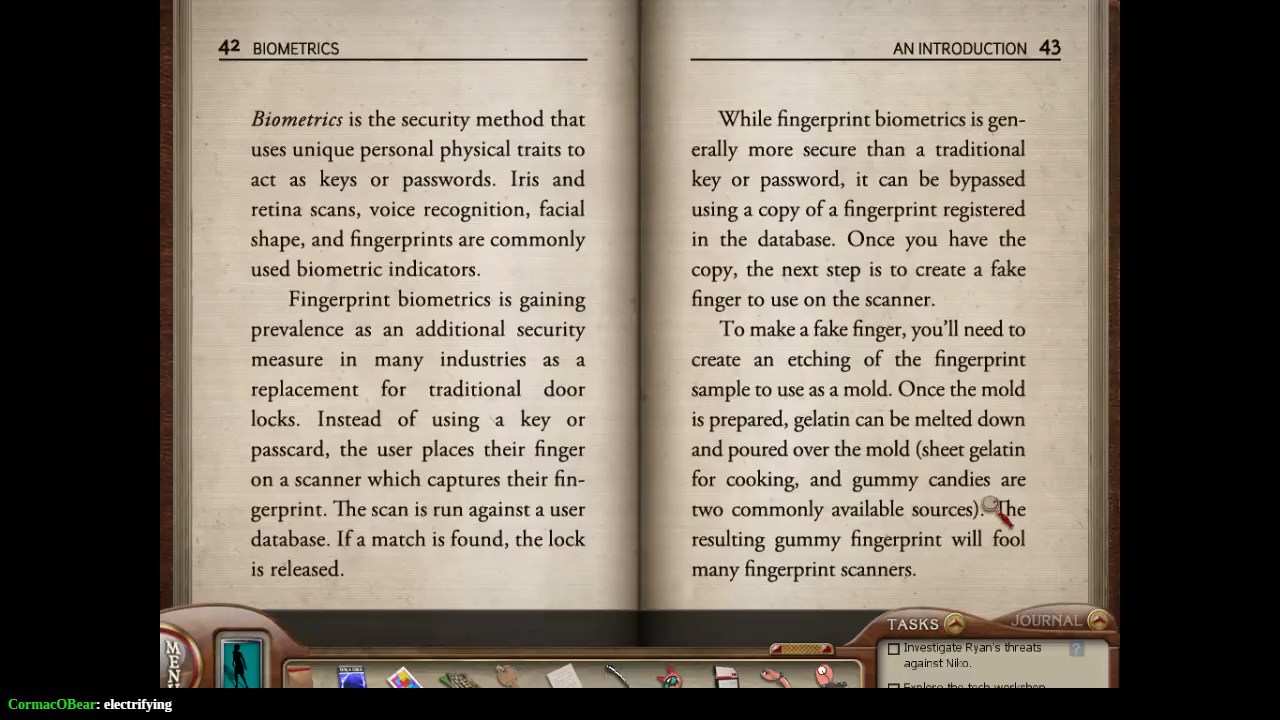 42 BIOMETRICS
Biometrics is the security method that
uses unique personal physical traits to
act as keys or passwords. Iris and
retina scans, voice recognition, facial
shape, and fingerprints are commonly
used biometric indicators.
Fingerprint biometrics is gaining
prevalence as an additional security
measure in many industries as a
replacement for traditional door
locks. Instead of using a key or
passcard, the user places their finger
on a scanner which captures their fin-
gerprint. The scan is run against a user
database. If a match is found, the lock
is released.
AN INTRODUCTION 43
While fingerprint biometrics is gen-
erally more secure than a traditional
key or password, it can be bypassed
using a copy of a fingerprint registered
in the database. Once you have the
copy, the next step is to create a fake
finger to use on the scanner.
To make a fake finger, you'll need to
create an etching of the fingerprint
sample to use as a mold. Once the mold
is prepared, gelatin can be melted down
and poured over the mold (sheet gelatin
for cooking, and gummy candies are
two commonly available sources). The
resulting gummy fingerprint will fool
many fingerprint scanners.
TASKS
JOURNAL
Investigate Ryan's threats
against Niko.
?
Explore the tech workshop
MENU
CormacOBear: electrifying